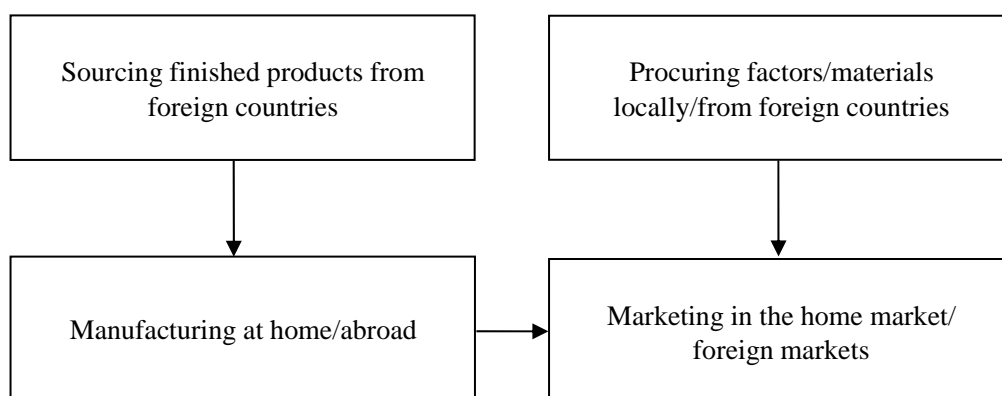 Sourcing finished products from
foreign countries
Procuring factors/materials
locally/from foreign countries
Manufacturing at home/abroad
Marketing in the home market/
foreign markets